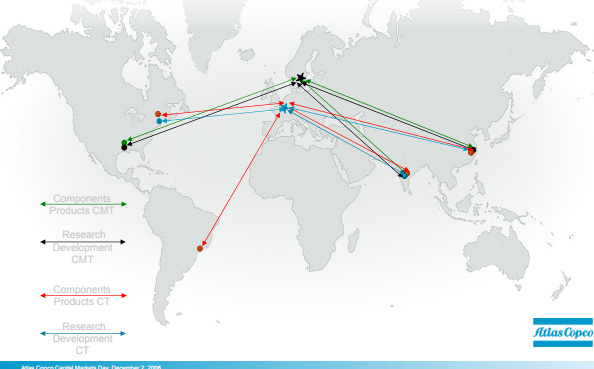 Components
Products CMT
Research
Development
CMT
Components
Products CT
Research
Development
CT
Atlas Copco
Atlas Copco Capital Markets Day, December 2, 2008